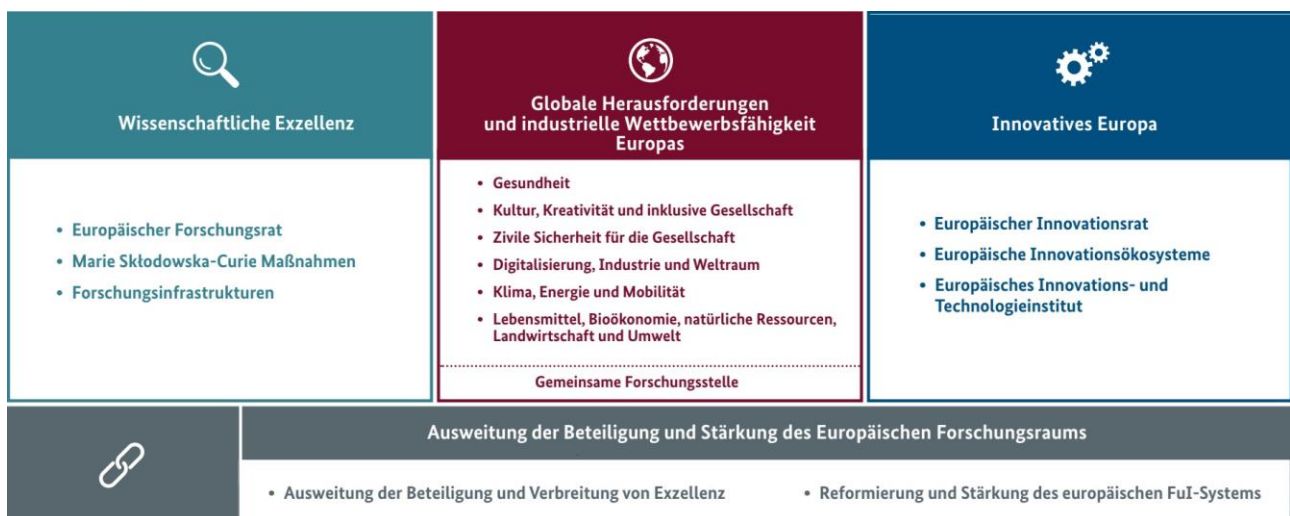 Wissenschaftliche Exzellenz
• Europäischer Forschungsrat
• Marie Skłodowska-Curie Maßnahmen
• Forschungsinfrastrukturen
Globale Herausforderungen
und industrielle Wettbewerbsfähigkeit
Europas
• Gesundheit
• Kultur, Kreativität und inklusive Gesellschaft
• Zivile Sicherheit für die Gesellschaft
• Digitalisierung, Industrie und Weltraum
• Klima, Energie und Mobilität
• Lebensmittel, Bioökonomie, natürliche Ressourcen,
Landwirtschaft und Umwelt
Gemeinsame Forschungsstelle
Innovatives Europa
• Europäischer Innovationsrat
• Europäische Innovationsökosysteme
• Europäisches Innovations- und
Technologieinstitut
Ausweitung der Beteiligung und Stärkung des Europäischen Forschungsraums
• Ausweitung der Beteiligung und Verbreitung von Exzellenz
• Reformierung und Stärkung des europäischen FuI-Systems